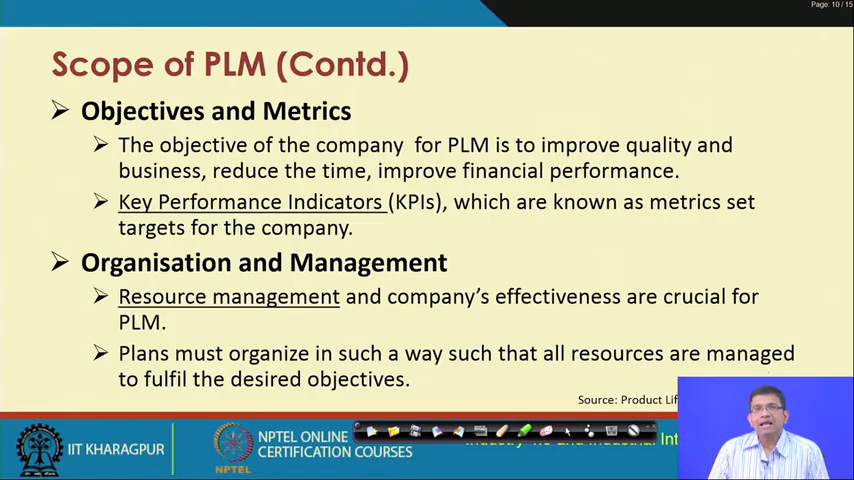 Page: 10 / 15
Scope of PLM (Contd.)
Objectives and Metrics
The objective of the company for PLM is to improve quality and
business, reduce the time, improve financial performance.
Key Performance Indicators (KPIs), which are known as metrics set
targets for the company.
Organisation and Management
Resource management and company's effectiveness are crucial for
PLM.
Plans must organize in such a way such that all resources are managed
to fulfil the desired objectives.
Source: Product
IIT KHARAGPUR
NPTEL
NPTEL ONLINE
CERTIFICATION COURSES